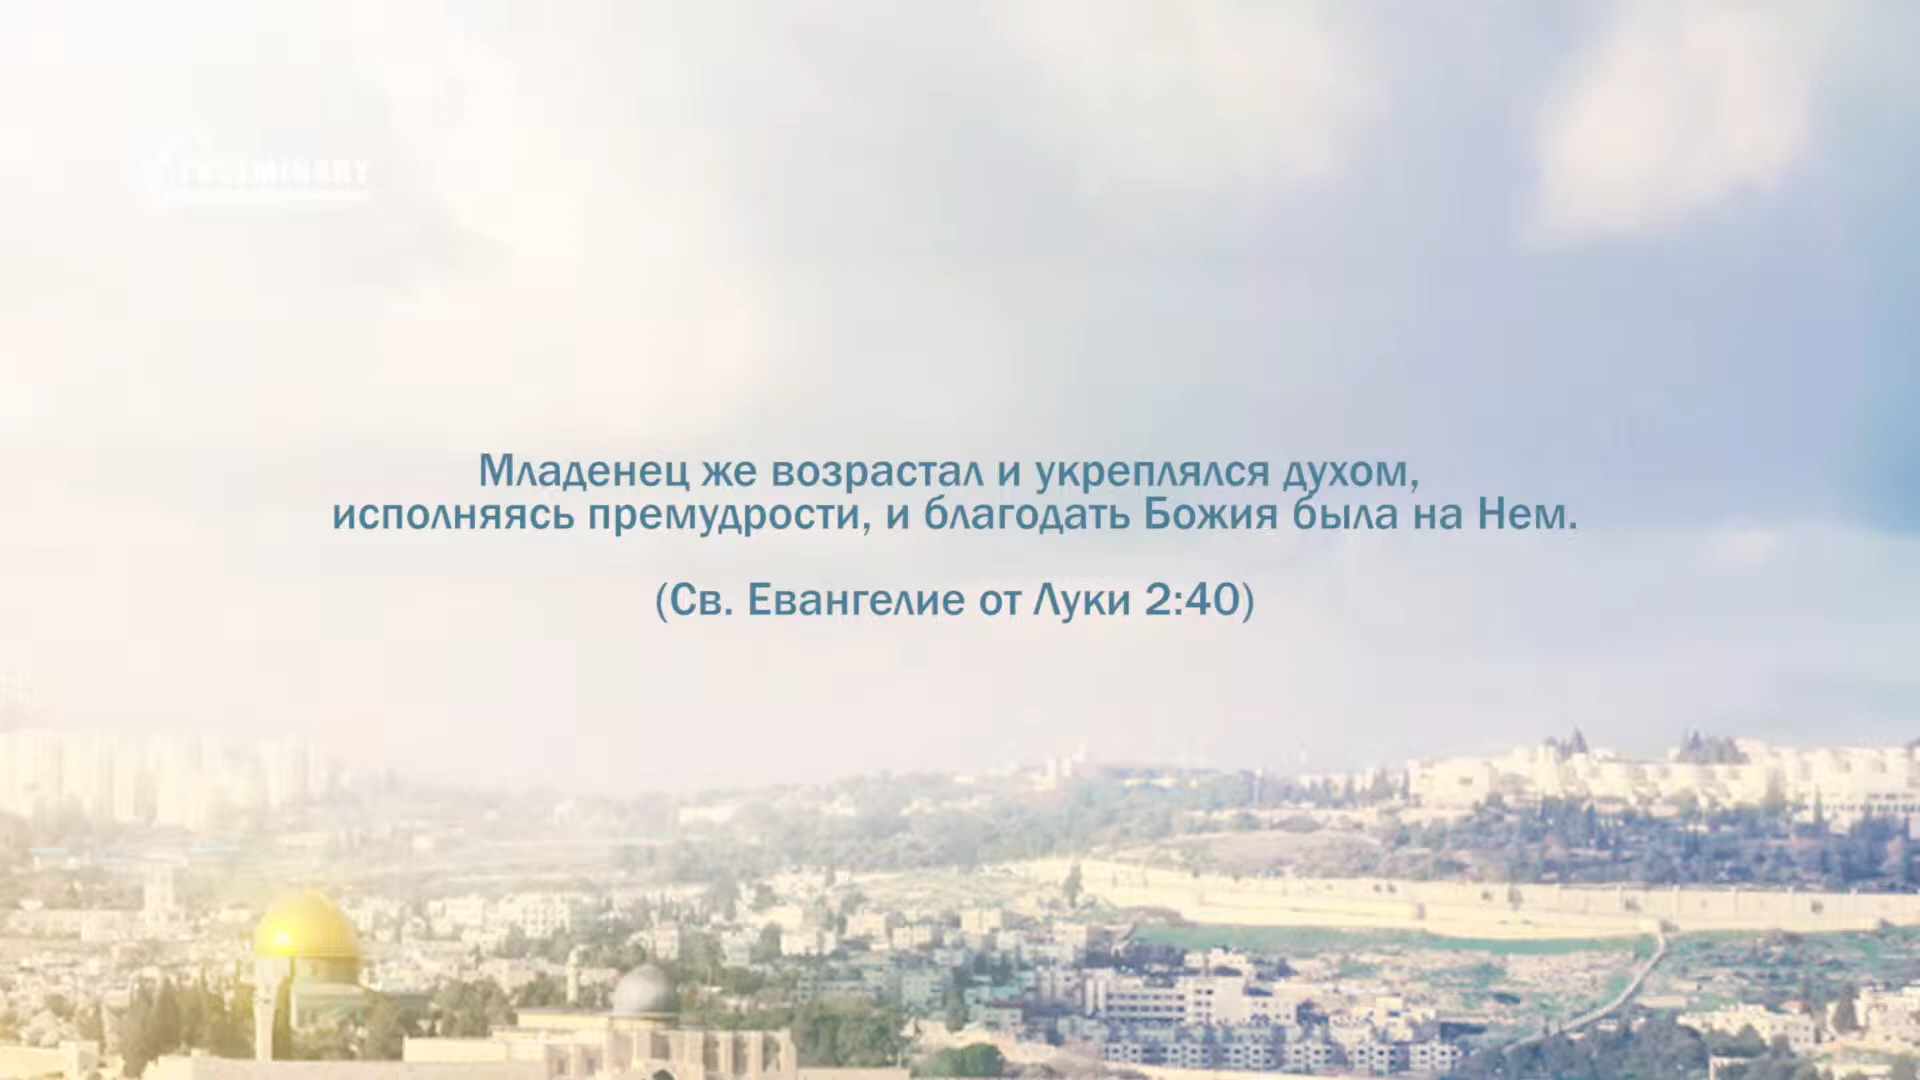 Младенец же возрастал и укреплялся духом,
исполняясь премудрости, и благодать Божия была на Нем.
(Св. Евангелие от Луки 2:40)